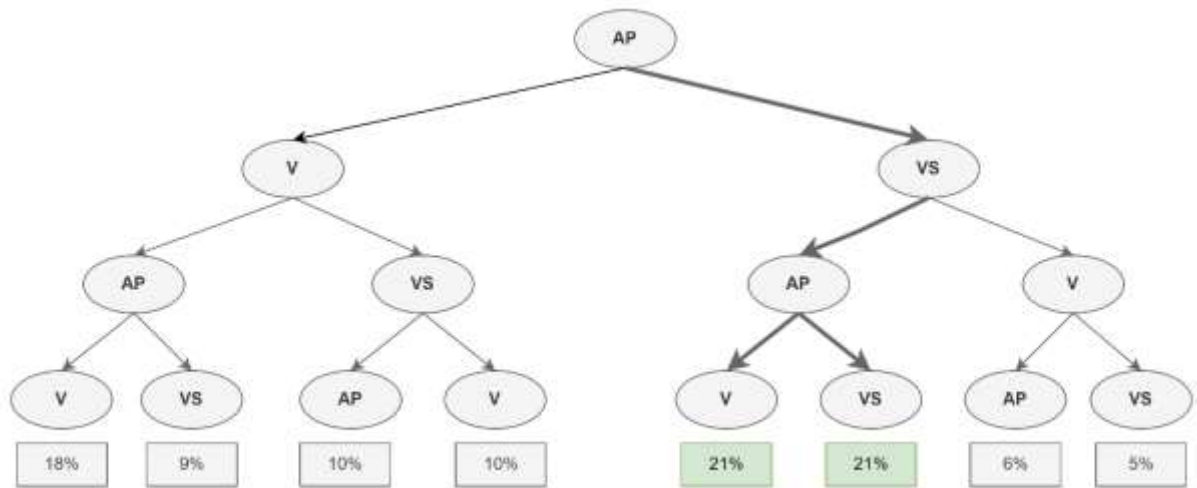 AP
V VS
AP VS AP V
V VS AP V V VS AP VS
18% 9% 10% 10% 21% 21% 6% 5%